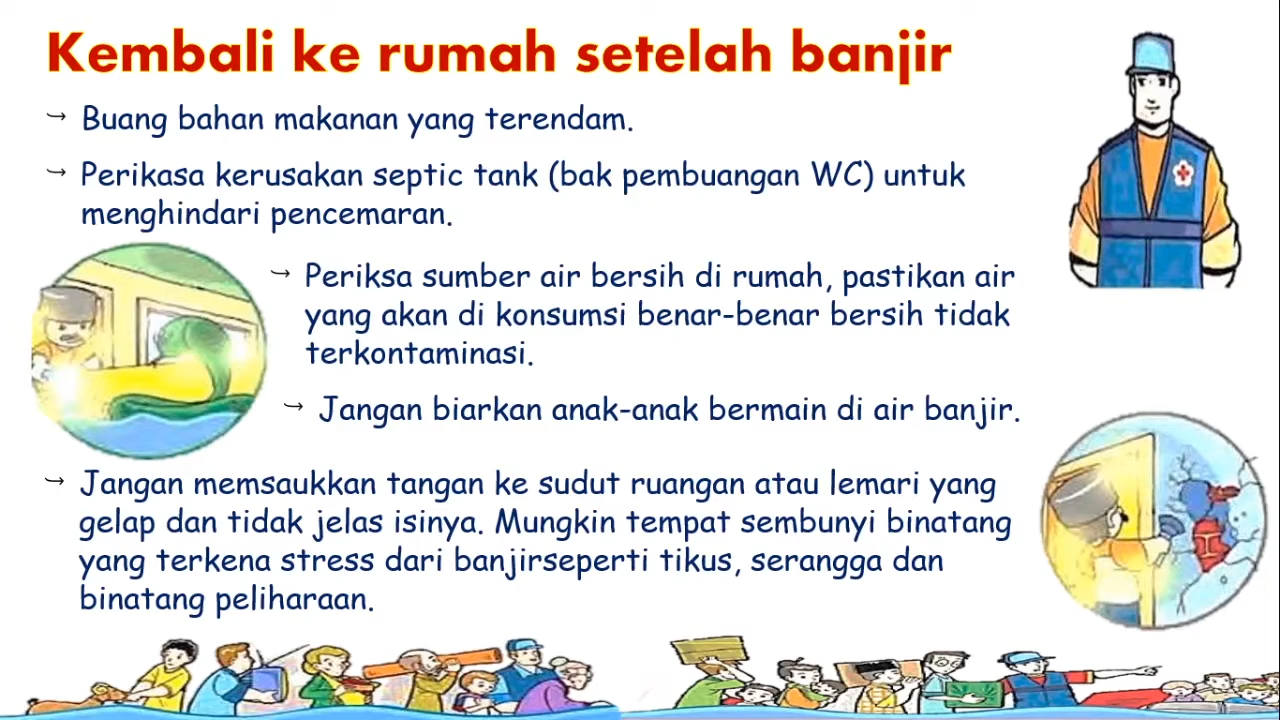 Kembali ke rumah setelah banjir
Buang bahan makanan yang terendam.
Perikasa kerusakan septic tank (bak pembuangan WC) untuk
menghindari pencemaran.
Periksa sumber air bersih di rumah, pastikan air
yang akan di konsumsi benar-benar bersih tidak
terkontaminasi.
Jangan biarkan anak-anak bermain di air banjir.
Jangan memsaukkan tangan ke sudut ruangan atau lemari yang
gelap dan tidak jelas isinya. Mungkin tempat sembunyi binatang
yang terkena stress dari banjirseperti tikus, serangga dan
binatang peliharaan.